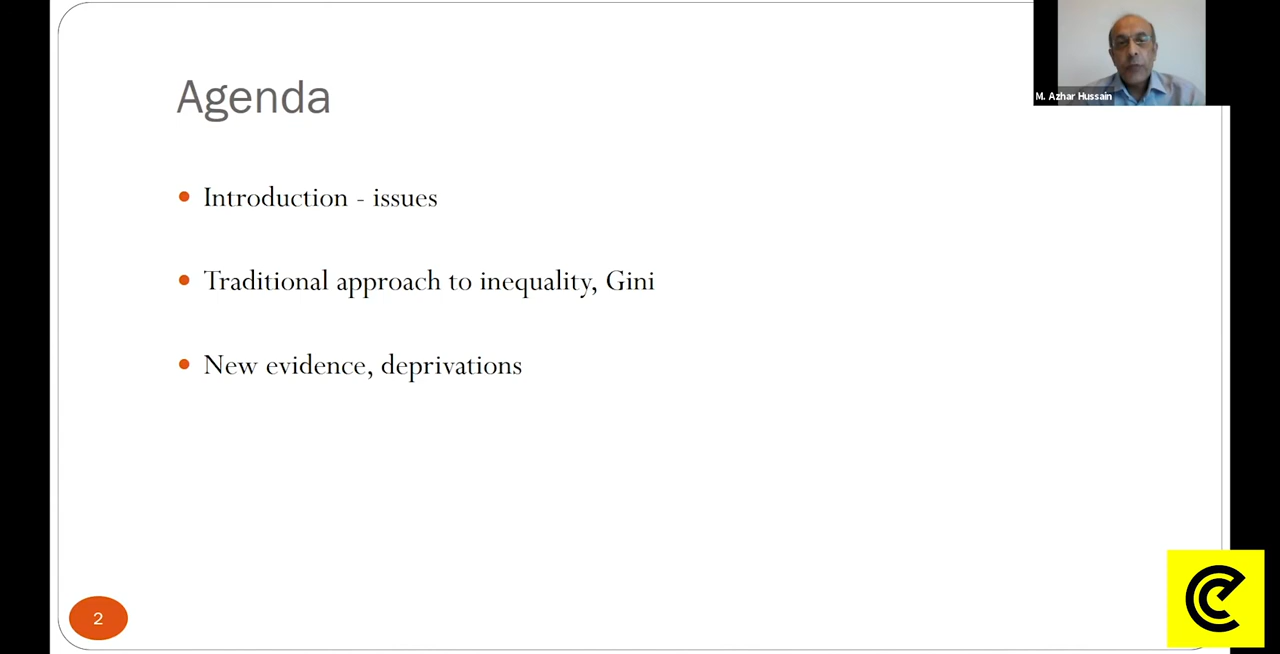 Agenda
M. Azhar Hussain
Introduction - issues
Traditional approach to inequality, Gini
New evidence, deprivations
2